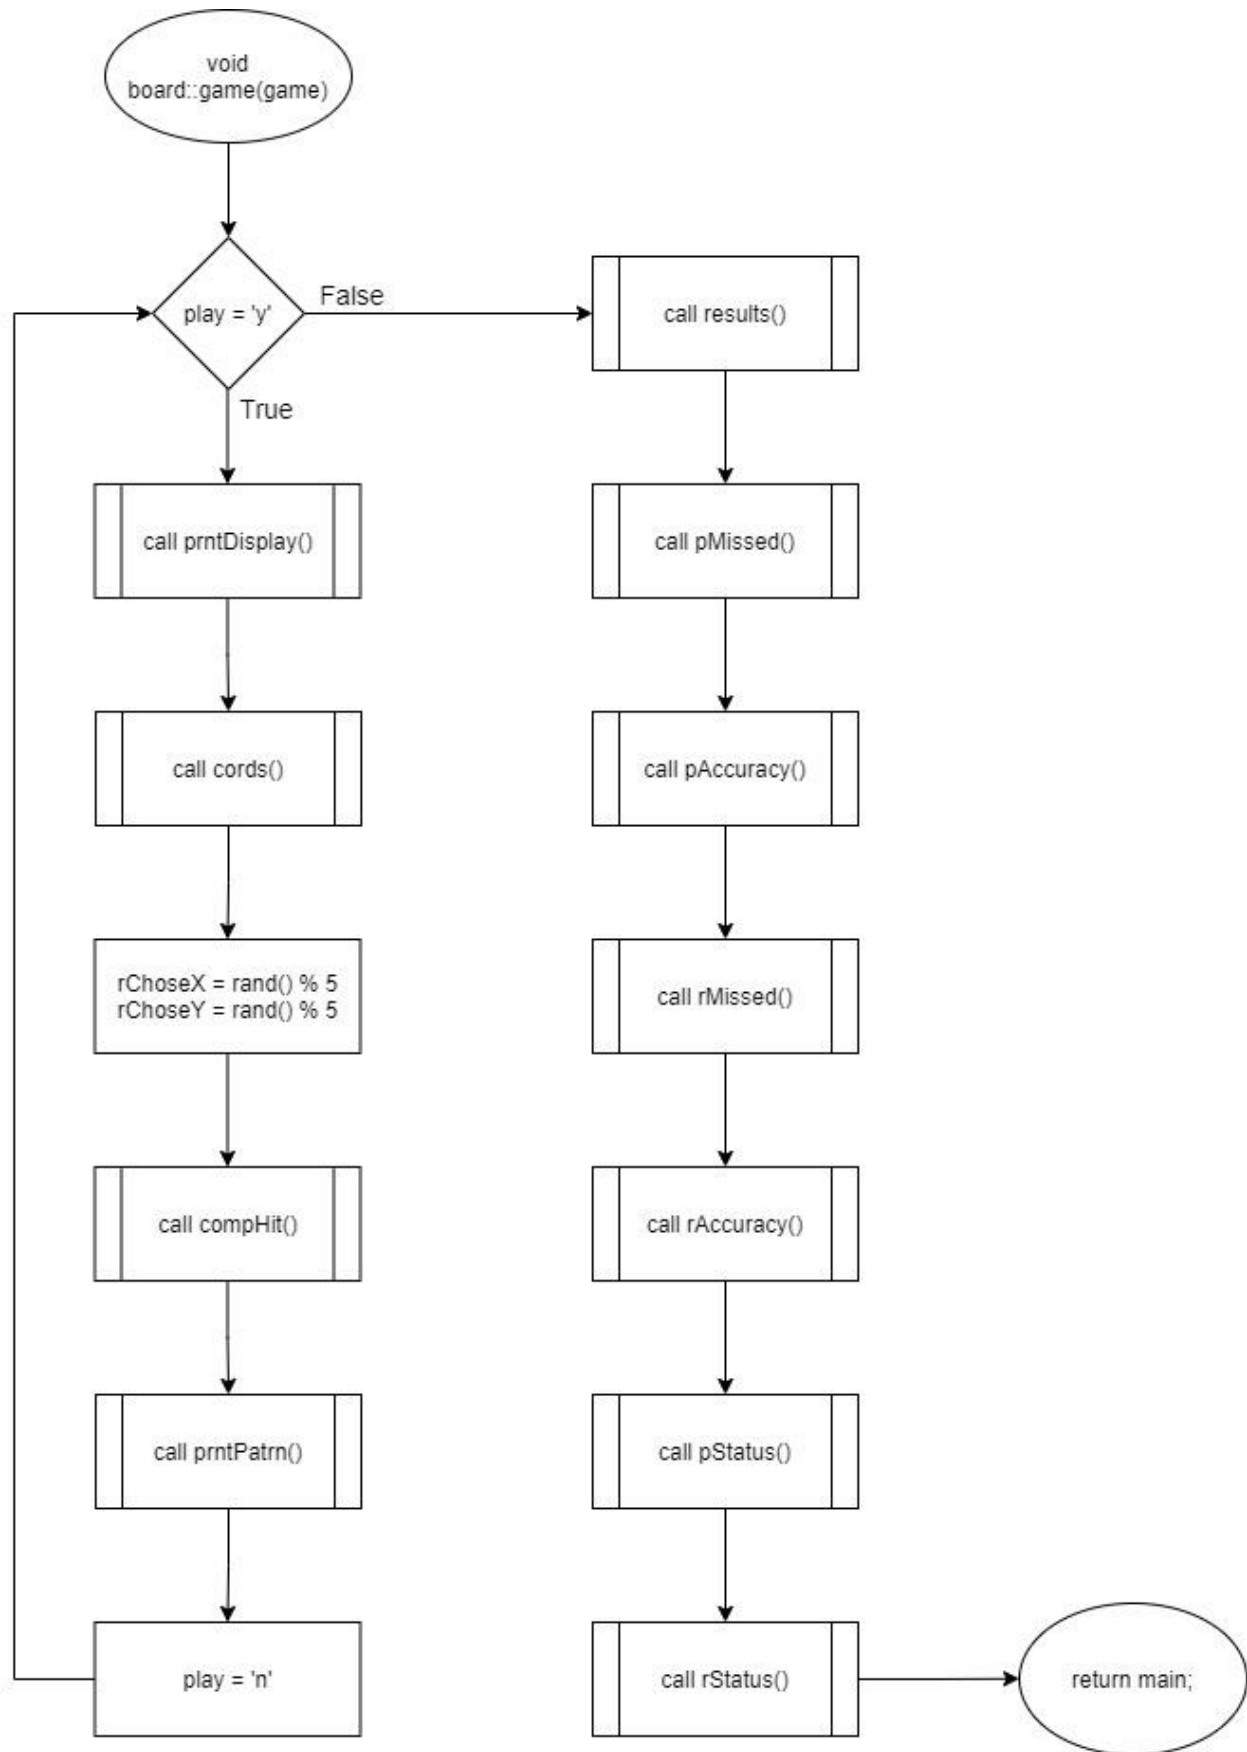 void
board::game(game)
play = 'y'
False
True
call prntDisplay()
call cords()
rChoseX = rand() % 5
rChoseY = rand() % 5
call compHit()
call prntPatrn()
play = 'n'
call results()
call pMissed()
call pAccuracy()
call rMissed()
call rAccuracy()
call pStatus()
call rStatus()
return main;